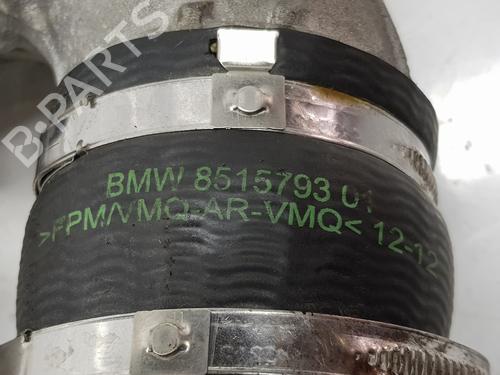 B-PARTS
BMW 8515793 01
>FPM/VMQ-AR-VMQ< 12-12